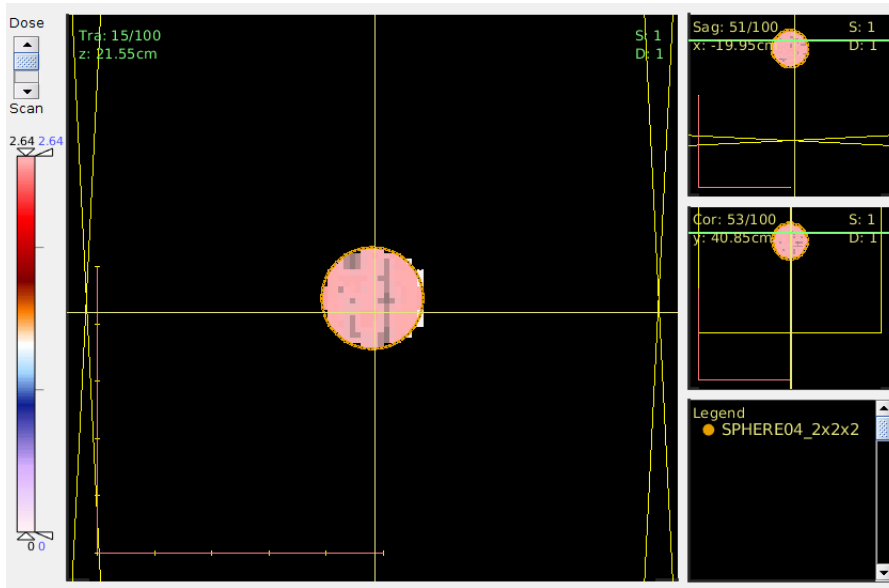 Dose
Scan
2.64 2.64
0 0
Tra: 15/100
z: 21.55cm
S: 1
D: 1
Sag: 51/100
x: -19.95cm
S: 1
D: 1
Cor: 53/100
y: 40.85cm
S: 1
D: 1
Legend
SPHERE04_2x2x2